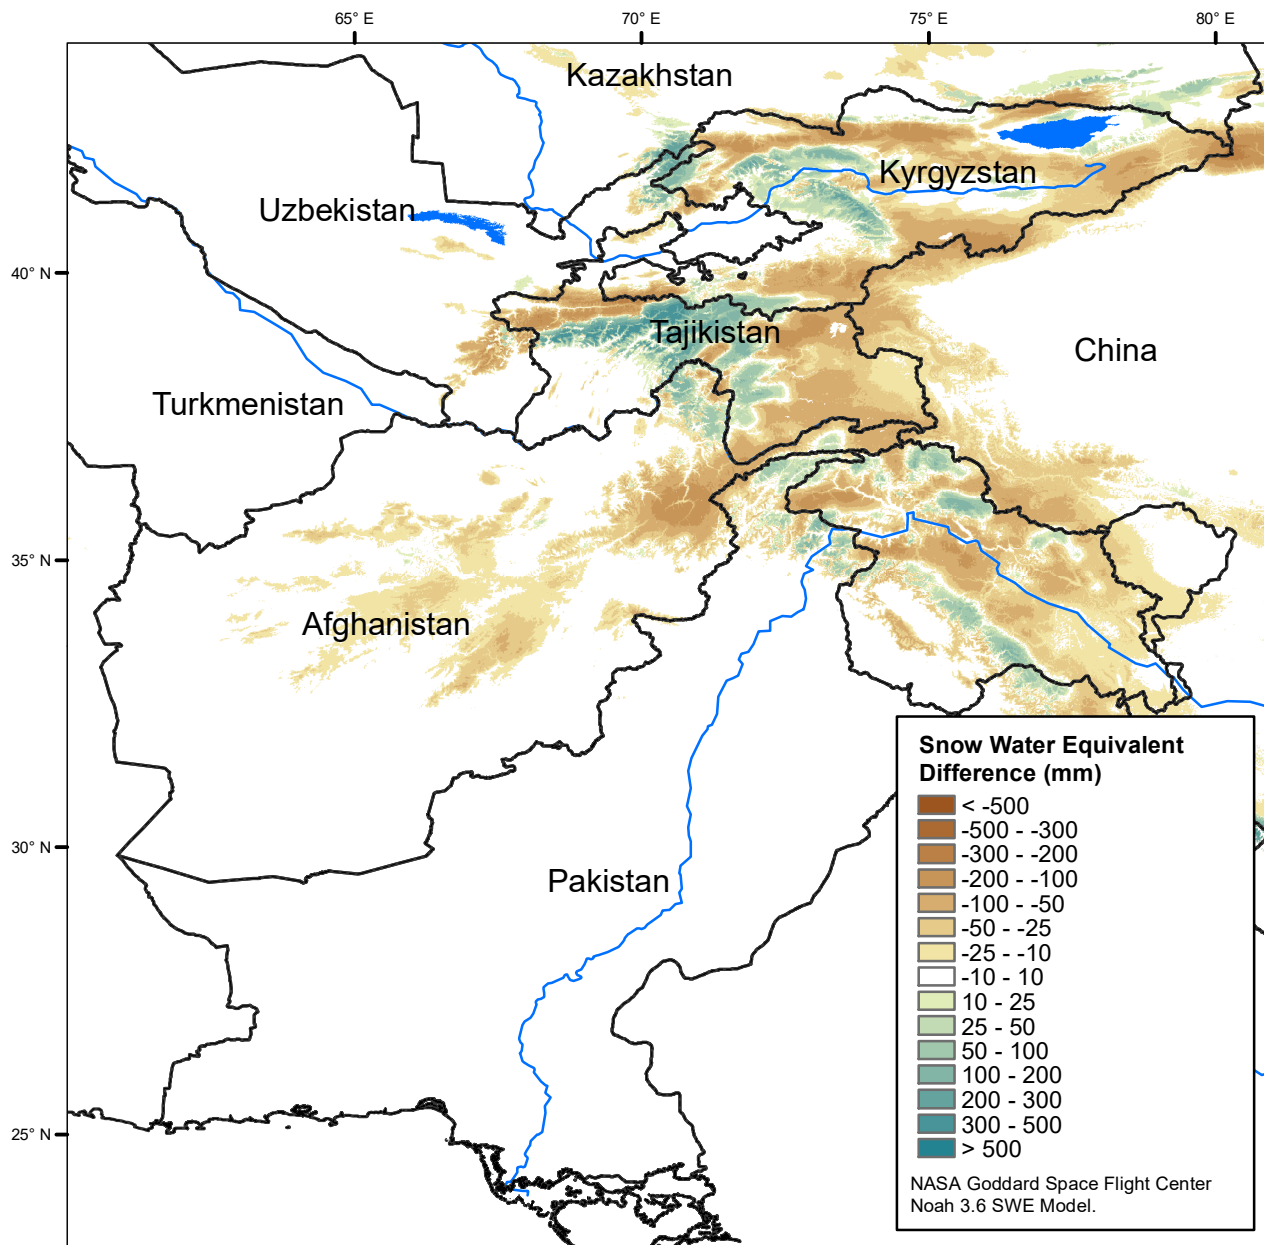 65° E
70° E
75° E
80° E
Kazakhstan
Kyrgyzstan
Uzbekistan
40° N
Tajikistan
China
Turkmenistan
35° N
Afghanistan
30° N
Pakistan
25° N
Snow Water Equivalent
Difference (mm)
< -500
-500 - -300
-300 - -200
-200 - -100
-100 - -50
-50 - -25
-25 - -10
-10 - 10
10 - 25
25 - 50
50 - 100
100 - 200
200 - 300
300 - 500
> 500
NASA Goddard Space Flight Center
Noah 3.6 SWE Model.